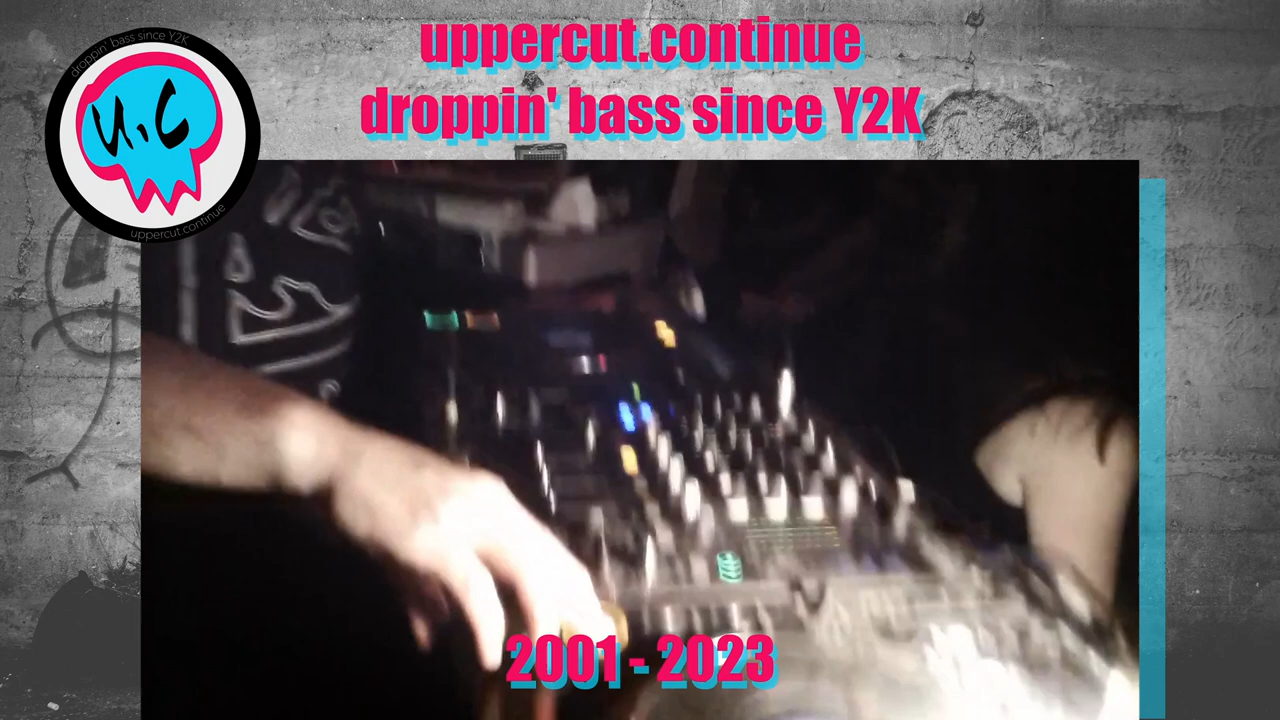 droppin' bass since Y2K
U.C
uppercut.continue
uppercut.continue
droppin' bass since Y2K
2001 - 2023